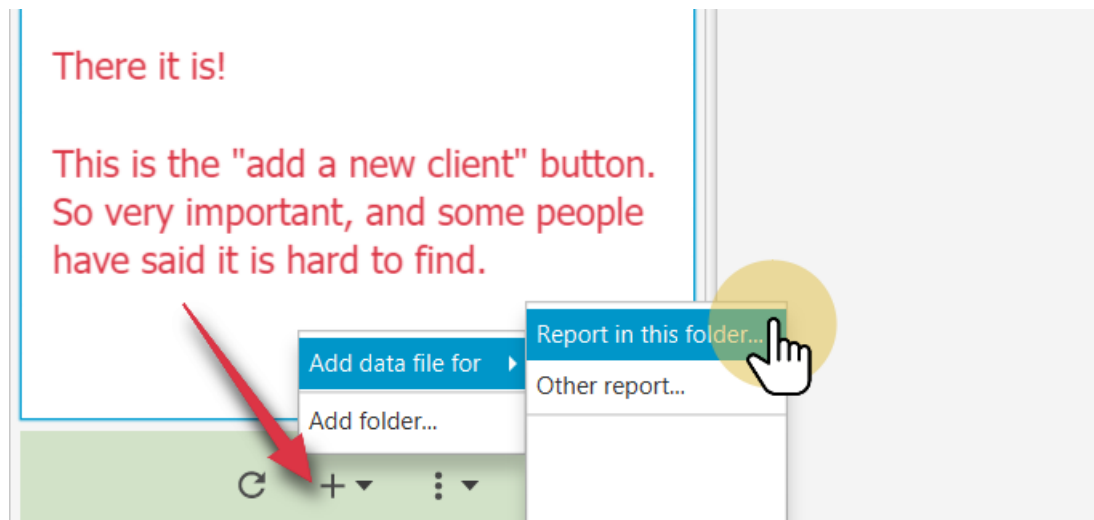 There it is!
This is the "add a new client" button.
So very important, and some people
have said it is hard to find.
Add data file for
Add folder...
Report in this folder...
Other report...